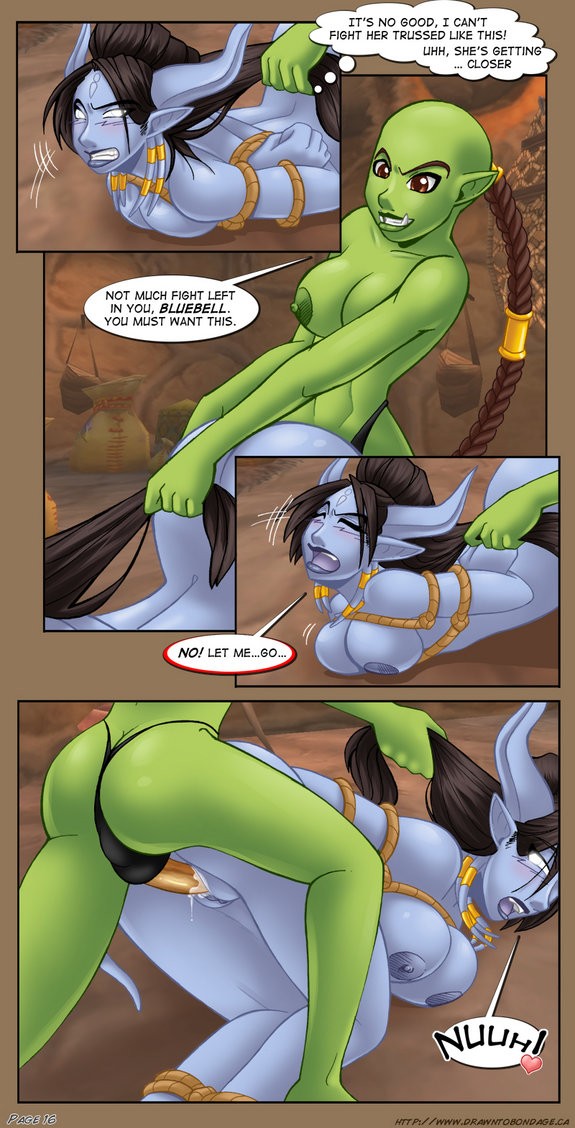 IT'S NO GOOD, I CAN'T
FIGHT HER TRUSSED LIKE THIS!
UHH, SHE'S GETTING
... CLOSER
NOT MUCH FIGHT LEFT
IN YOU, BLUEBELL.
YOU MUST WANT THIS.
NO! LET ME...GO...
NUUH!
PAGE 16
HTTP://WWW.DRAWNTOBONDAGE.CA